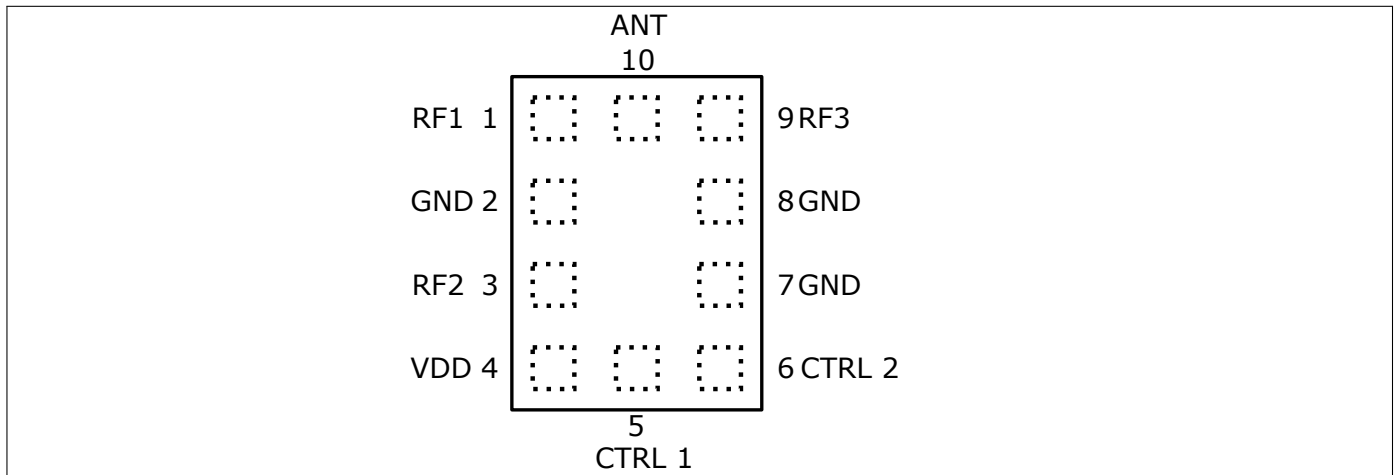 ANT
10
RF1 1
9 RF3
GND 2
8 GND
RF2 3
7 GND
VDD 4
6 CTRL 2
5
CTRL 1